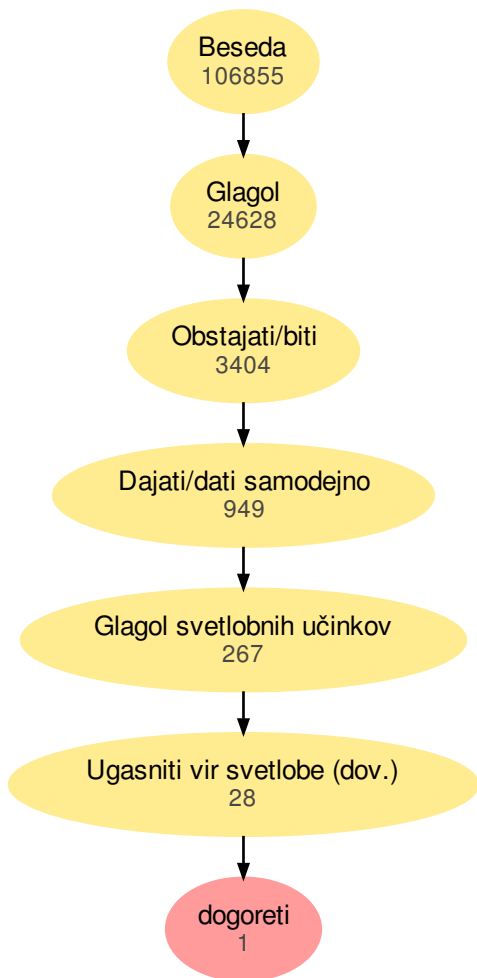 Beseda
106855
Glagol
24628
Obstajati/biti
3404
Dajati/dati samodejno
949
Glagol svetlobnih učinkov
267
Ugasniti vir svetlobe (dov.)
28
dogoreti
1